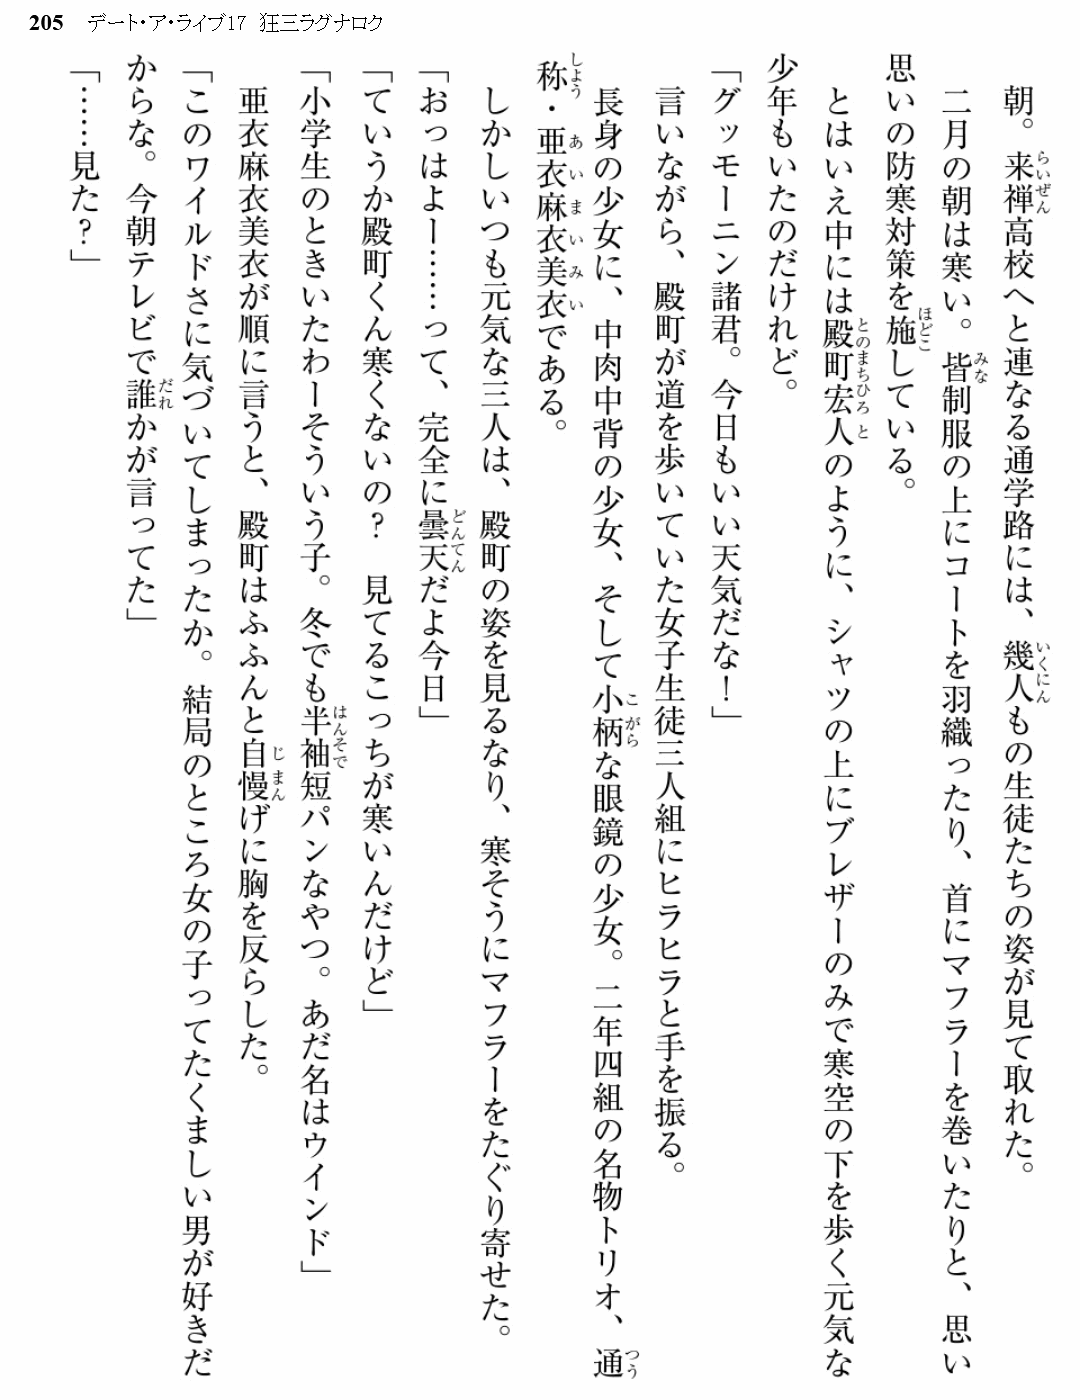 205 デート・ア・ライブ17 狂三ラグナロク
朝。来禅高校へと連なる通学路には、幾人もの生徒たちの姿が見て取れた。
二月の朝は寒い。皆制服の上にコートを羽織ったり、首にマフラーを巻いたりと、思い
思いの防寒対策を施している。
とはいえ中には殿町宏人のように、シャツの上にブレザーのみで寒空の下を歩く元気な
少年もいたのだけれど。
「グッモーニン諸君。今日もいい天気だな!」
言いながら、殿町が道を歩いていた女子生徒三人組にヒラヒラと手を振る。
長身の少女に、中肉中背の少女、そして小柄な眼鏡の少女。二年四組の名物トリオ、通
称・亜衣麻衣美衣である。
しかしいつも元気な三人は、殿町の姿を見るなり、寒そうにマフラーをたぐり寄せた。
「おっはよー……って、完全に曇天だよ今日」
「ていうか殿町くん寒くないの? 見てるこっちが寒いんだけど」
「小学生のときいたわーそういう子。冬でも半袖短パンなやつ。あだ名はウインド」
亜衣麻衣美衣が順に言うと、殿町はふふんと自慢げに胸を反らした。
「このワイルドさに気づいてしまったか。結局のところ女の子ってたくましい男が好きだ
からな。今朝テレビで誰かが言ってた」
「……見た?」